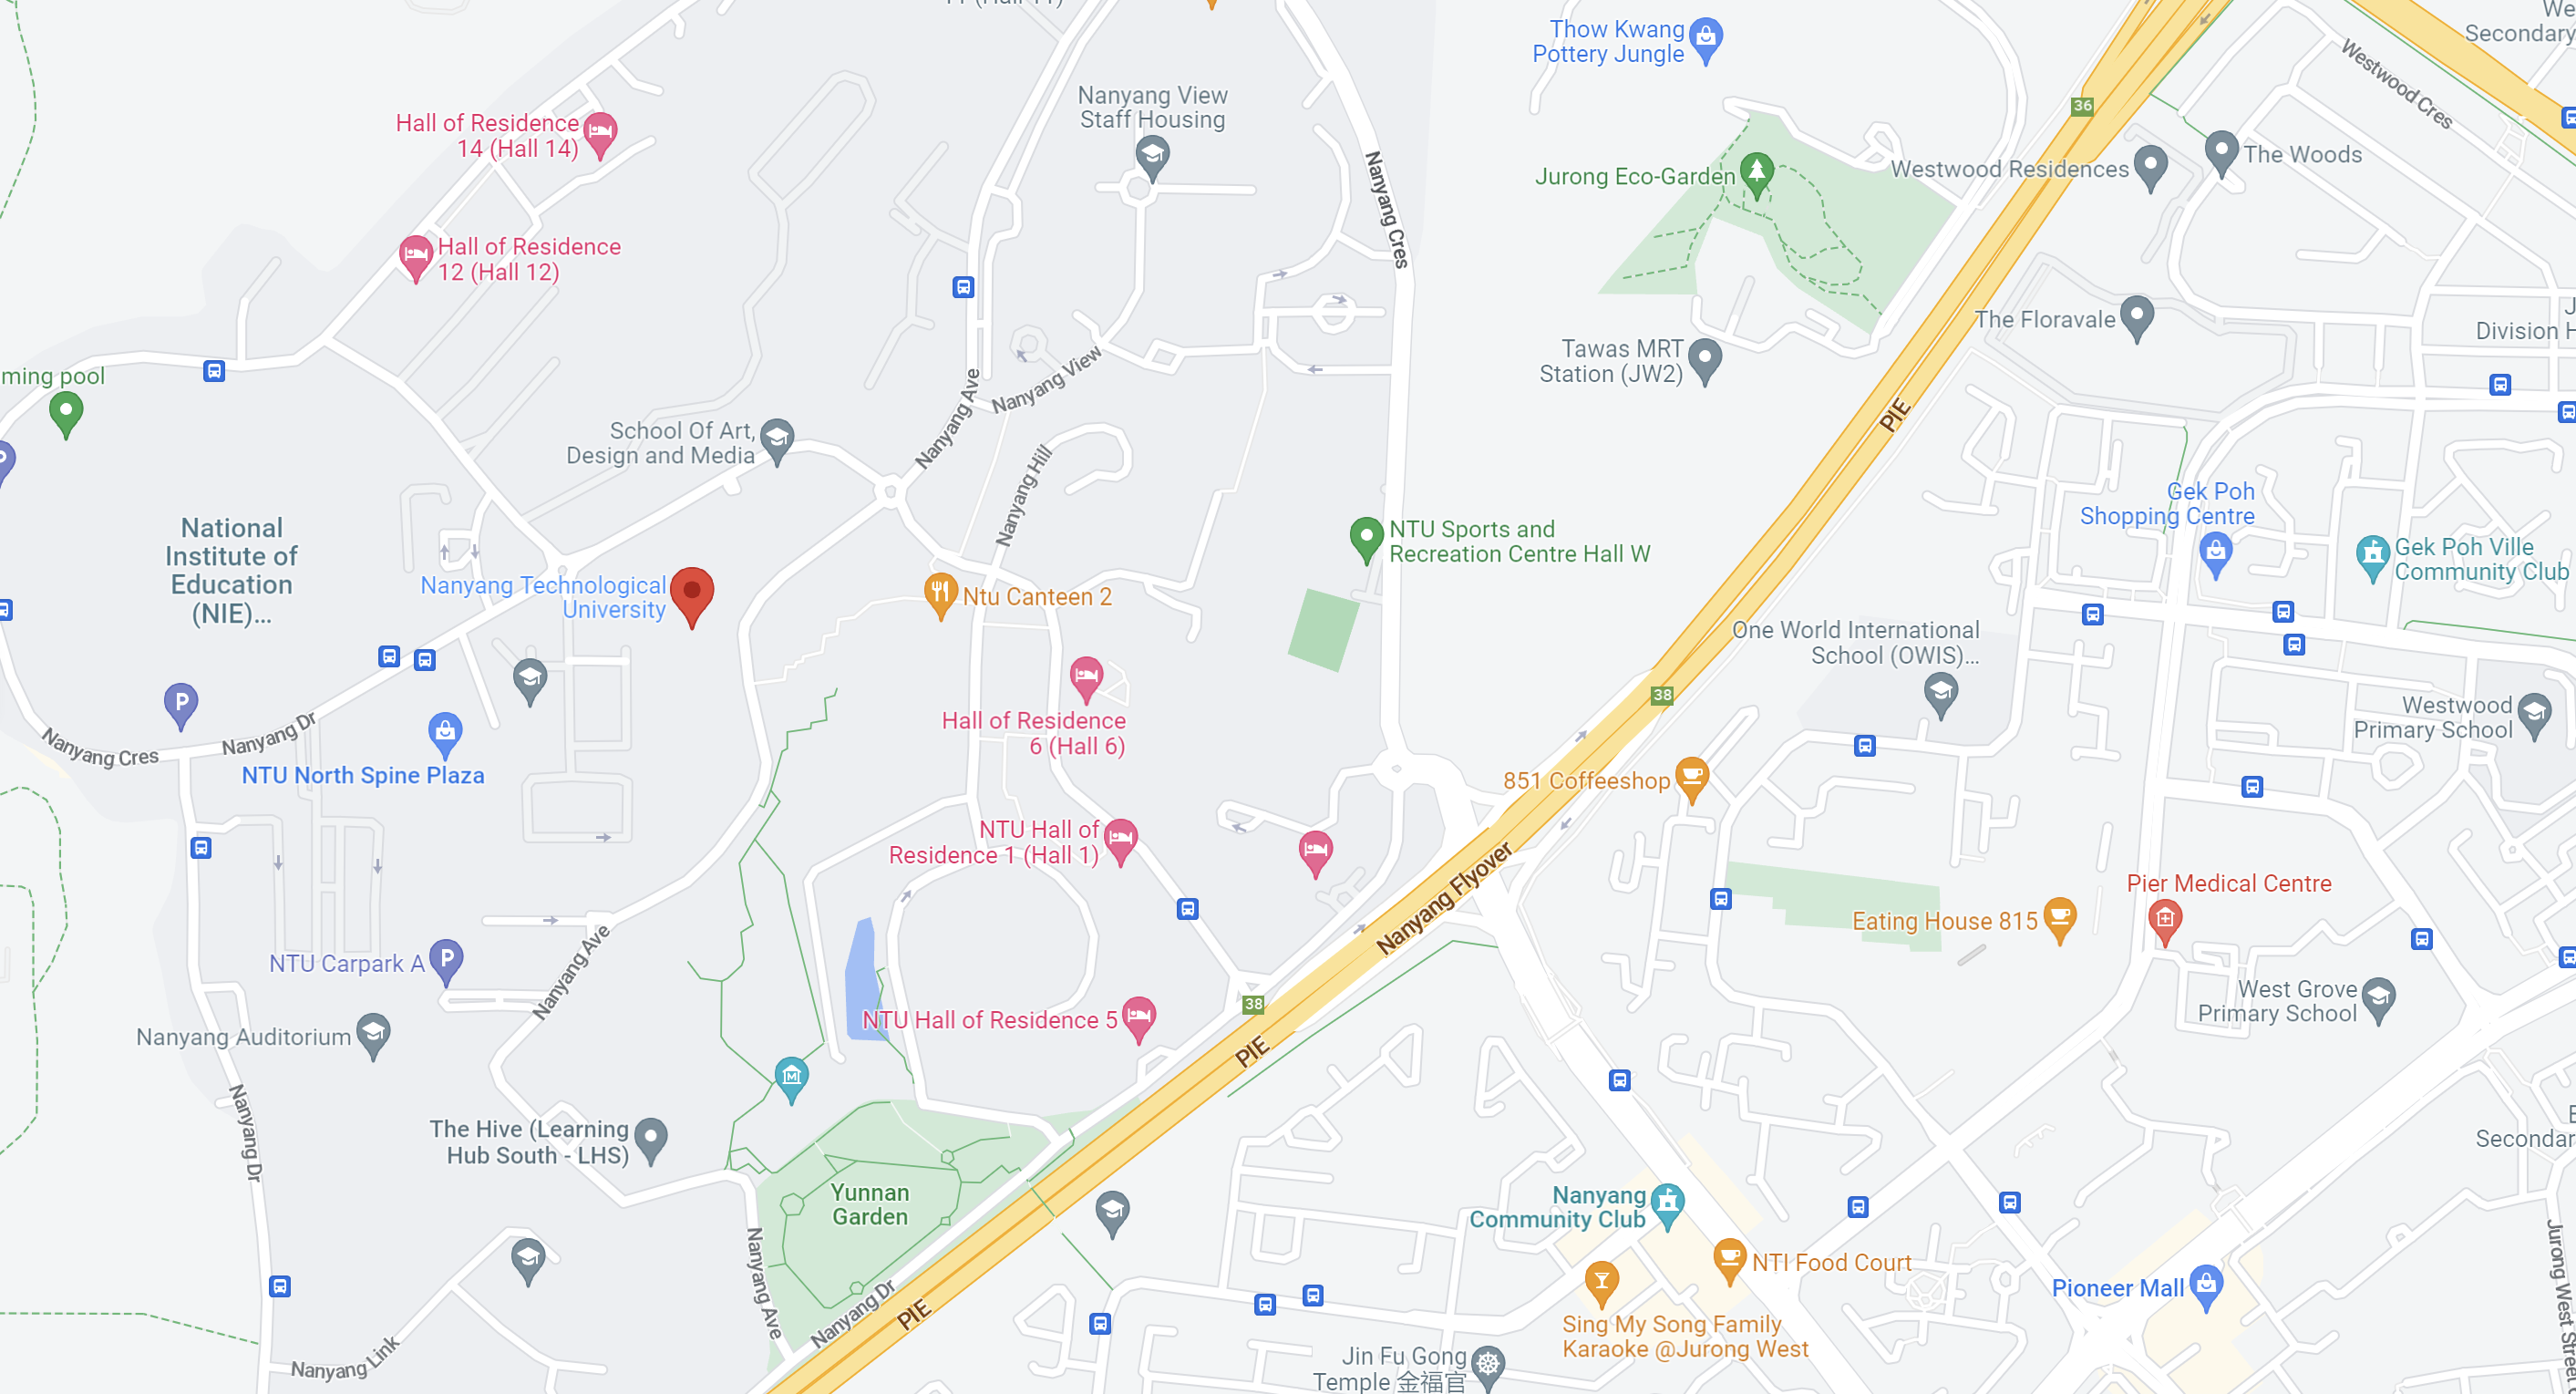 Thow Kwang
Pottery Jungle
Westwood Cres
Secondary
36
Nanyang View
Staff Housing
Hall of Residence
14 (Hall 14)
Nanyang Cres
Jurong Eco-Garden
Westwood Residences
The Woods
Hall of Residence
12 (Hall 12)
The Floravale
Division H
Tawas MRT
Station (JW2)
ming pool
Nanyang View
Nanyang Ave
PIE
School Of Art,
Design and Media
Nanyang Hill
Gek Poh
Shopping Centre
National
Institute of
Education
(NIE)...
NTU Sports and
Recreation Centre Hall W
Gek Poh Ville
Community Club
Nanyang Technological
University
Ntu Canteen 2
One World International
School (OWIS)...
38
P
Westwood
Primary School
Nanyang Cres
Nanyang Dr
Hall of Residence
6 (Hall 6)
NTU North Spine Plaza
851 Coffeeshop
NTU Hall of
Residence 1 (Hall 1)
Nanyang Flyover
Pier Medical Centre
Eating House 815
NTU Carpark A
P
Nanyang Ave
West Grove
Primary School
38
NTU Hall of Residence 5
PIE
Nanyang Auditorium
Nanyang Dr
The Hive (Learning
Hub South - LHS)
Secondar
Yunnan
Garden
Nanyang
Community Club
Nanyang Ave
NTI Food Court
Pioneer Mall
Jurong West Stree
Nanyang Dr
PIE
Sing My Song Family
Karaoke @Jurong West
Nanyang Link
Jin Fu Gong
Temple 金福宫